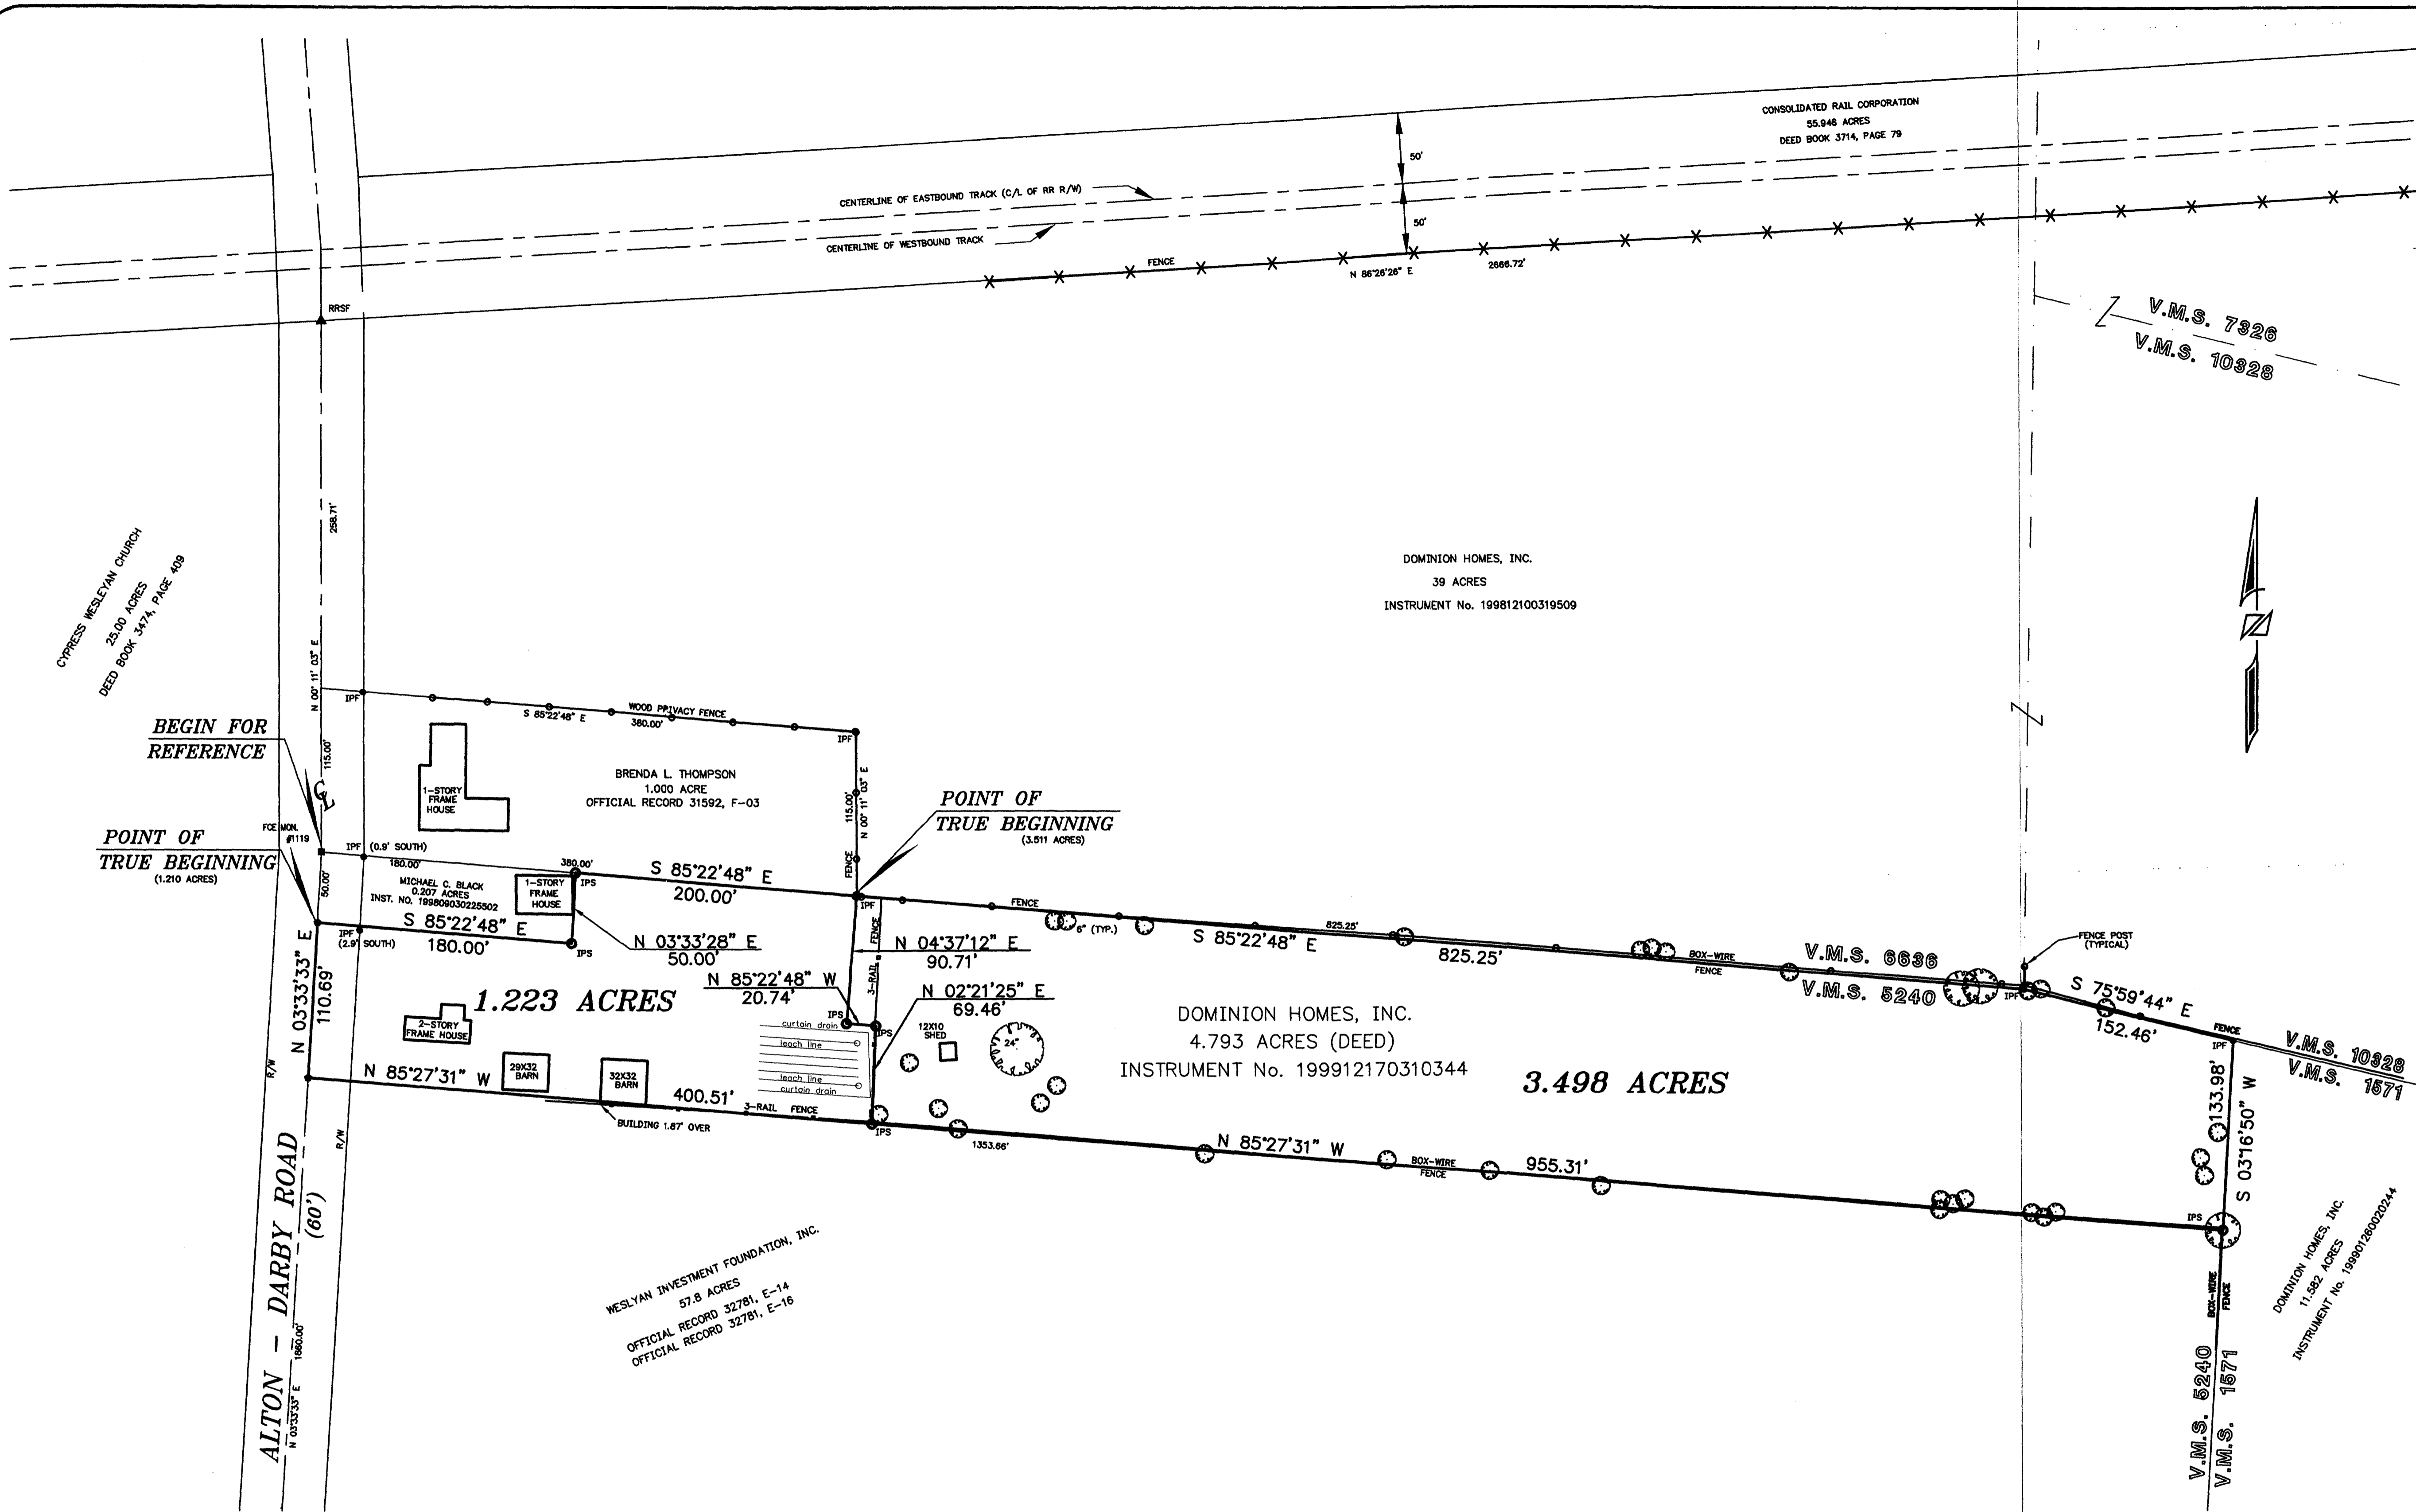 CONSOLIDATED RAIL CORPORATION
55.946 ACRES
DEED BOOK 3714, PAGE 79
50'
50'
CENTERLINE OF EASTBOUND TRACK (C/L OF RR R/W)
CENTERLINE OF WESTBOUND TRACK
FENCE
N 86°26'26" E
2666.72'
RRSF
V.M.S. 7326
V.M.S. 10328
258.71'
CYPRESS WESLEYAN CHURCH
25.00 ACRES
DEED BOOK 3474, PAGE 409
DOMINION HOMES, INC.
39 ACRES
INSTRUMENT No. 199812100319509
N 00° 11' 03" E
IPF
S 85°22'48" E
WOOD PRIVACY FENCE
380.00'
IPF
BEGIN FOR
REFERENCE
115.00'
CL
1-STORY
FRAME
HOUSE
BRENDA L. THOMPSON
1.000 ACRE
OFFICIAL RECORD 31592, F-03
115.00'
N 00° 11' 03" E
FENCE
POINT OF
TRUE BEGINNING
(3.511 ACRES)
FCE MON.
#1119
POINT OF
TRUE BEGINNING
(1.210 ACRES)
IPF (0.9' SOUTH)
180.00'
380.00'
IPS
50.00'
MICHAEL C. BLACK
0.207 ACRES
INST. NO. 199809030225502
1-STORY
FRAME
HOUSE
S 85°22'48" E
200.00'
IPF
FENCE
S 85°22'48" E
180.00'
IPF
(2.9' SOUTH)
IPS
N 03°33'28" E
50.00'
N 04°37'12" E
90.71'
FENCE
3-RAIL
6" (TYP.)
S 85°22'48" E
825.25'
825.25'
BOX-WIRE
FENCE
V.M.S. 6636
V.M.S. 5240
FENCE POST
(TYPICAL)
IPF
S 75°59'44" E
152.46'
FENCE
IPF
V.M.S. 10328
V.M.S. 1571
N 03°33'33" E
110.69'
1.223 ACRES
N 85°22'48" W
20.74'
N 02°21'25" E
69.46'
IPS
IPS
2-STORY
FRAME HOUSE
29X32
BARN
32X32
BARN
curtain drain
leach line
leach line
curtain drain
12X10
SHED
24"
DOMINION HOMES, INC.
4.793 ACRES (DEED)
INSTRUMENT No. 199912170310344
3.498 ACRES
133.98'
S 03°16'50" W
R/W
N 85°27'31" W
400.51'
3-RAIL FENCE
BUILDING 1.67' OVER
IPS
1353.66'
N 85°27'31" W
BOX-WIRE
FENCE
955.31'
IPS
R/W
ALTON - DARBY ROAD
(60')
N 03°33'33" E
1860.00'
WESLYAN INVESTMENT FOUNDATION, INC.
57.8 ACRES
OFFICIAL RECORD 32781, E-14
OFFICIAL RECORD 32781, E-16
BOX-WIRE
FENCE
DOMINION HOMES, INC.
11.582 ACRES
INSTRUMENT No. 199901260020244
V.M.S. 5240
V.M.S. 1571